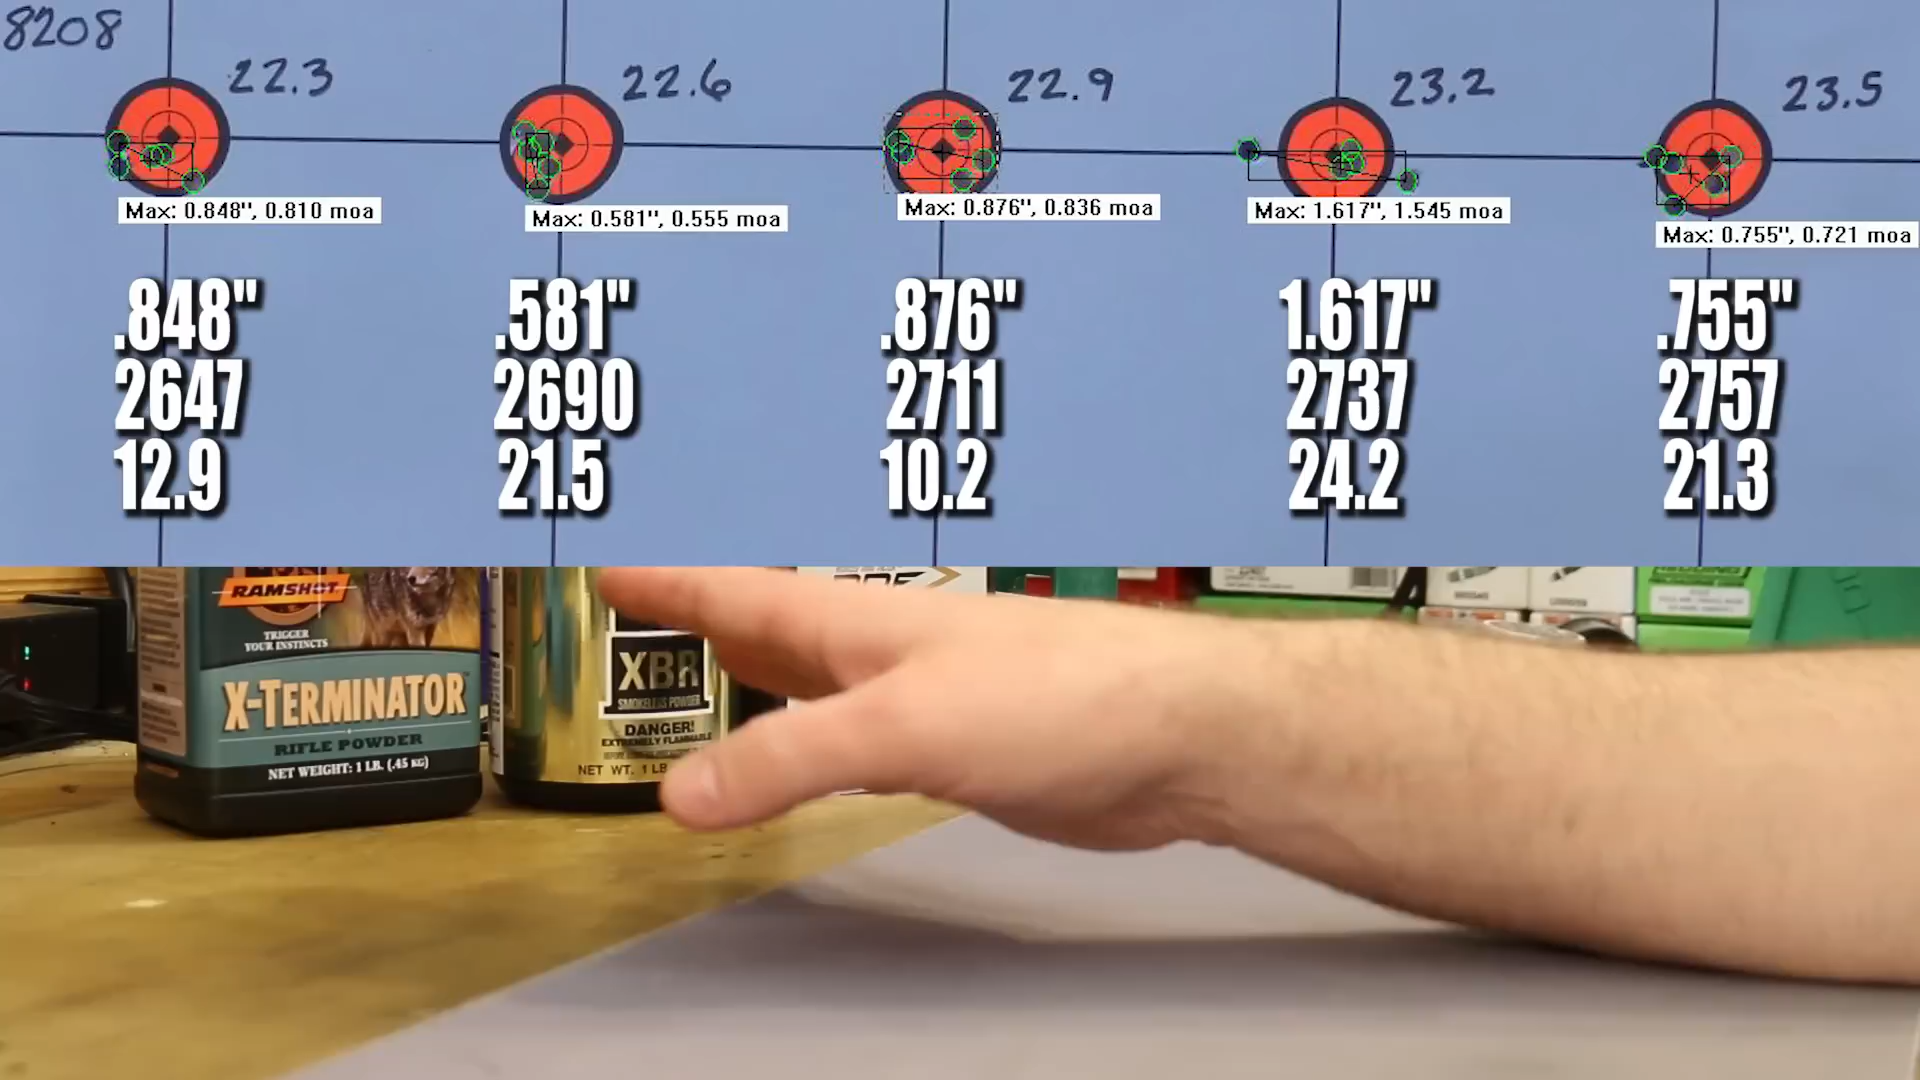 8208
22.3
22.6
22.9
23.2
23.5
Max: 0.848", 0.810 moa
Max: 0.581", 0.555 moa
Max: 0.876", 0.836 moa
Max: 1.617", 1.545 moa
Max: 0.755", 0.721 moa
.848"
2647
12.9
.581"
2690
21.5
.876"
2711
10.2
1.617"
2737
24.2
.755"
2757
21.3
RAMSHOT
TRIGGER
YOUR INSTINCTS
X-TERMINATOR
RIFLE POWDER
NET WEIGHT: 1 LB. (.45 KG)
XBR
SMOKELESS POWDER
DANGER!
EXTREMELY FLAMMABLE
NET WT. 1 LB